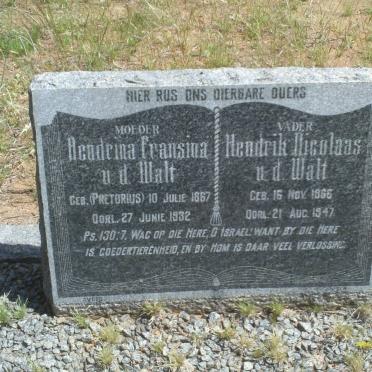 HIER RUS ONS DIERBARE OUERS
MOEDER
Hendrina Fransina
v.d. Walt
GEB. (PRETORIUS) 10 JULIE 1867
OORL. 27 JUNIE 1932
VADER
Hendrik Nicolaas
v.d. Walt
GEB. 16 NOV. 1866
OORL. 21 AUG. 1947.
PS. 130:7. WAG OP DIE HERE, O ISRAEL! WANT BY DIE HERE
IS GOEDERTIERENHEID, EN BY HOM IS DAAR VEEL VERLOSSING.